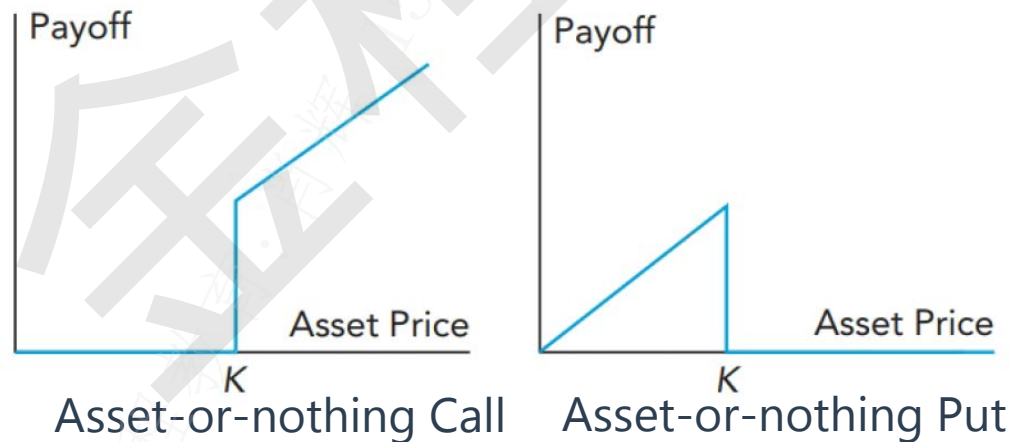 Payoff
Asset Price
K
Asset-or-nothing Call
Payoff
Asset Price
K
Asset-or-nothing Put